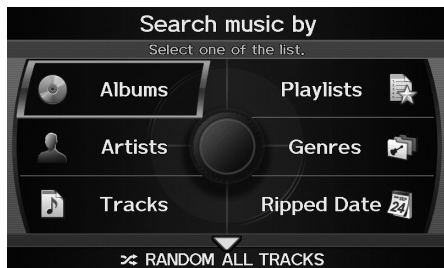 Search music by
Select one of the list.
Albums
Playlists
Artists
Genres
Tracks
Ripped Date
24
RANDOM ALL TRACKS